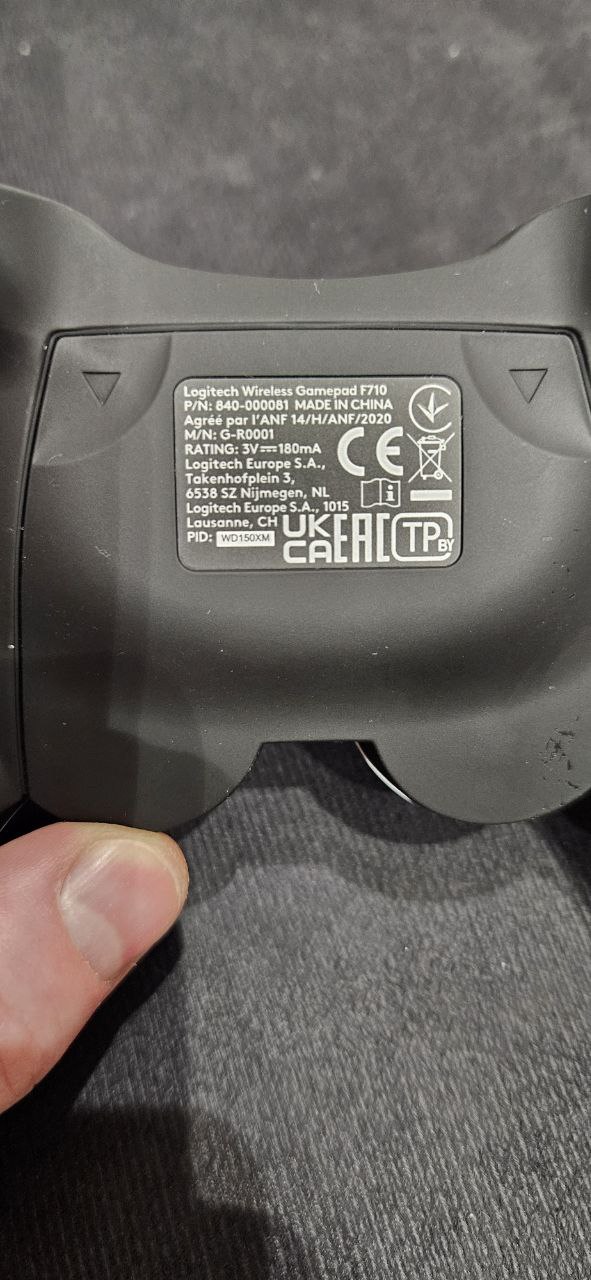 Logitech Wireless Gamepad F710
P/N: 840-000081 MADE IN CHINA
Agréé par l'ANF 14/H/ANF/2020
M/N: G-R0001
RATING: 3V⎓180mA
Logitech Europe S.A.,
Takenhofplein 3,
6538 SZ Nijmegen, NL
Logitech Europe S.A., 1015
Lausanne, CH
PID: WD150XM
CE
UK
CA
EAC
TP BY